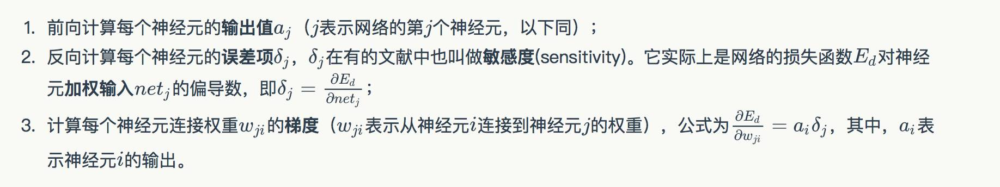 1. 前向计算每个神经元的输出值$a_j$（$j$表示网络的第$j$个神经元，以下同）；
2. 反向计算每个神经元的误差项$\delta_j$，$\delta_j$在有的文献中也叫做敏感度(sensitivity)。它实际上是网络的损失函数$E_d$对神经
元加权输入$net_j$的偏导数，即$\delta_j = \frac{\partial E_d}{\partial net_j}$；
3. 计算每个神经元连接权重$w_{ji}$的梯度（$w_{ji}$表示从神经元$i$连接到神经元$j$的权重），公式为$\frac{\partial E_d}{\partial w_{ji}} = a_i \delta_j$，其中，$a_i$表
示神经元$i$的输出。